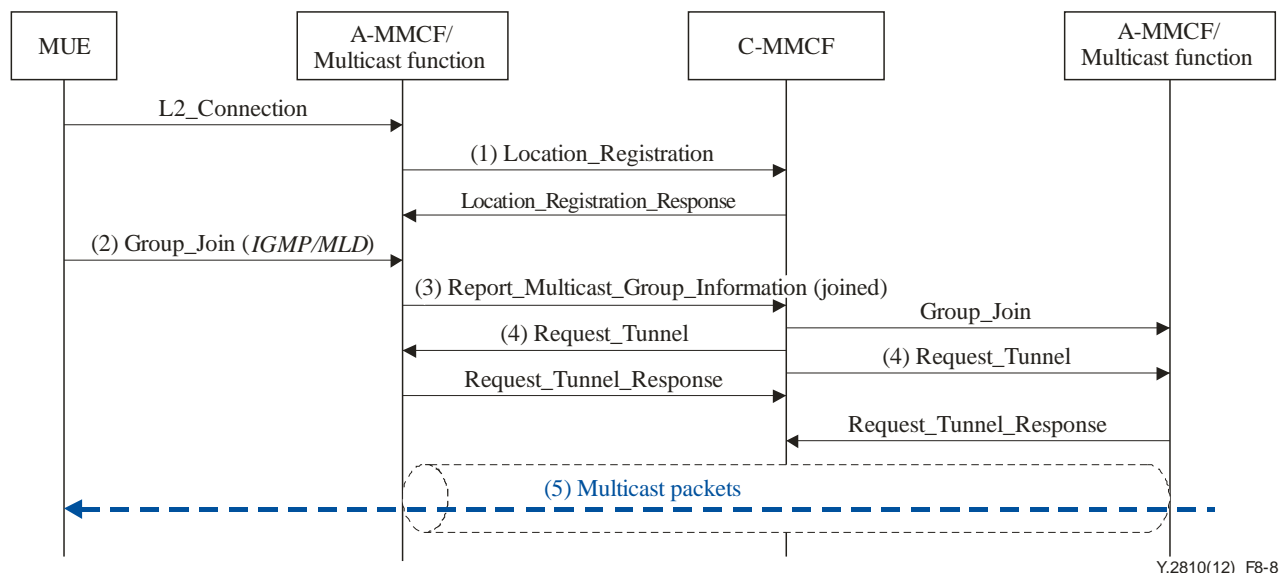 MUE
A-MMCF/
Multicast function
C-MMCF
A-MMCF/
Multicast function
L2_Connection
(1) Location_Registration
Location_Registration_Response
(2) Group_Join (IGMP/MLD)
(3) Report_Multicast_Group_Information (joined)
Group_Join
(4) Request_Tunnel
(4) Request_Tunnel
Request_Tunnel_Response
Request_Tunnel_Response
(5) Multicast packets
Y.2810(12)_F8-8